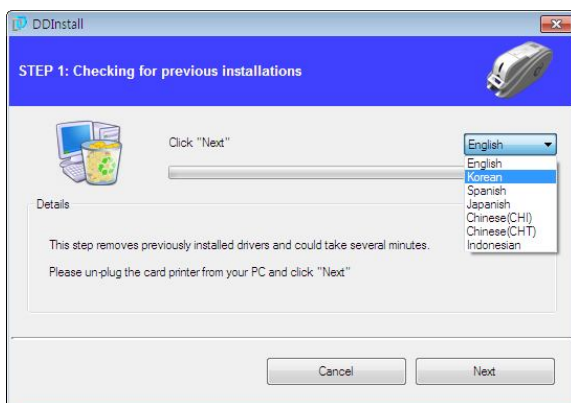 DDInstall
STEP 1: Checking for previous installations
Click "Next"
English
English
Korean
Spanish
Japanish
Chinese(CHI)
Chinese(CHT)
Indonesian
Details
This step removes previously installed drivers and could take several minutes.
Please un-plug the card printer from your PC and click "Next"
Cancel
Next